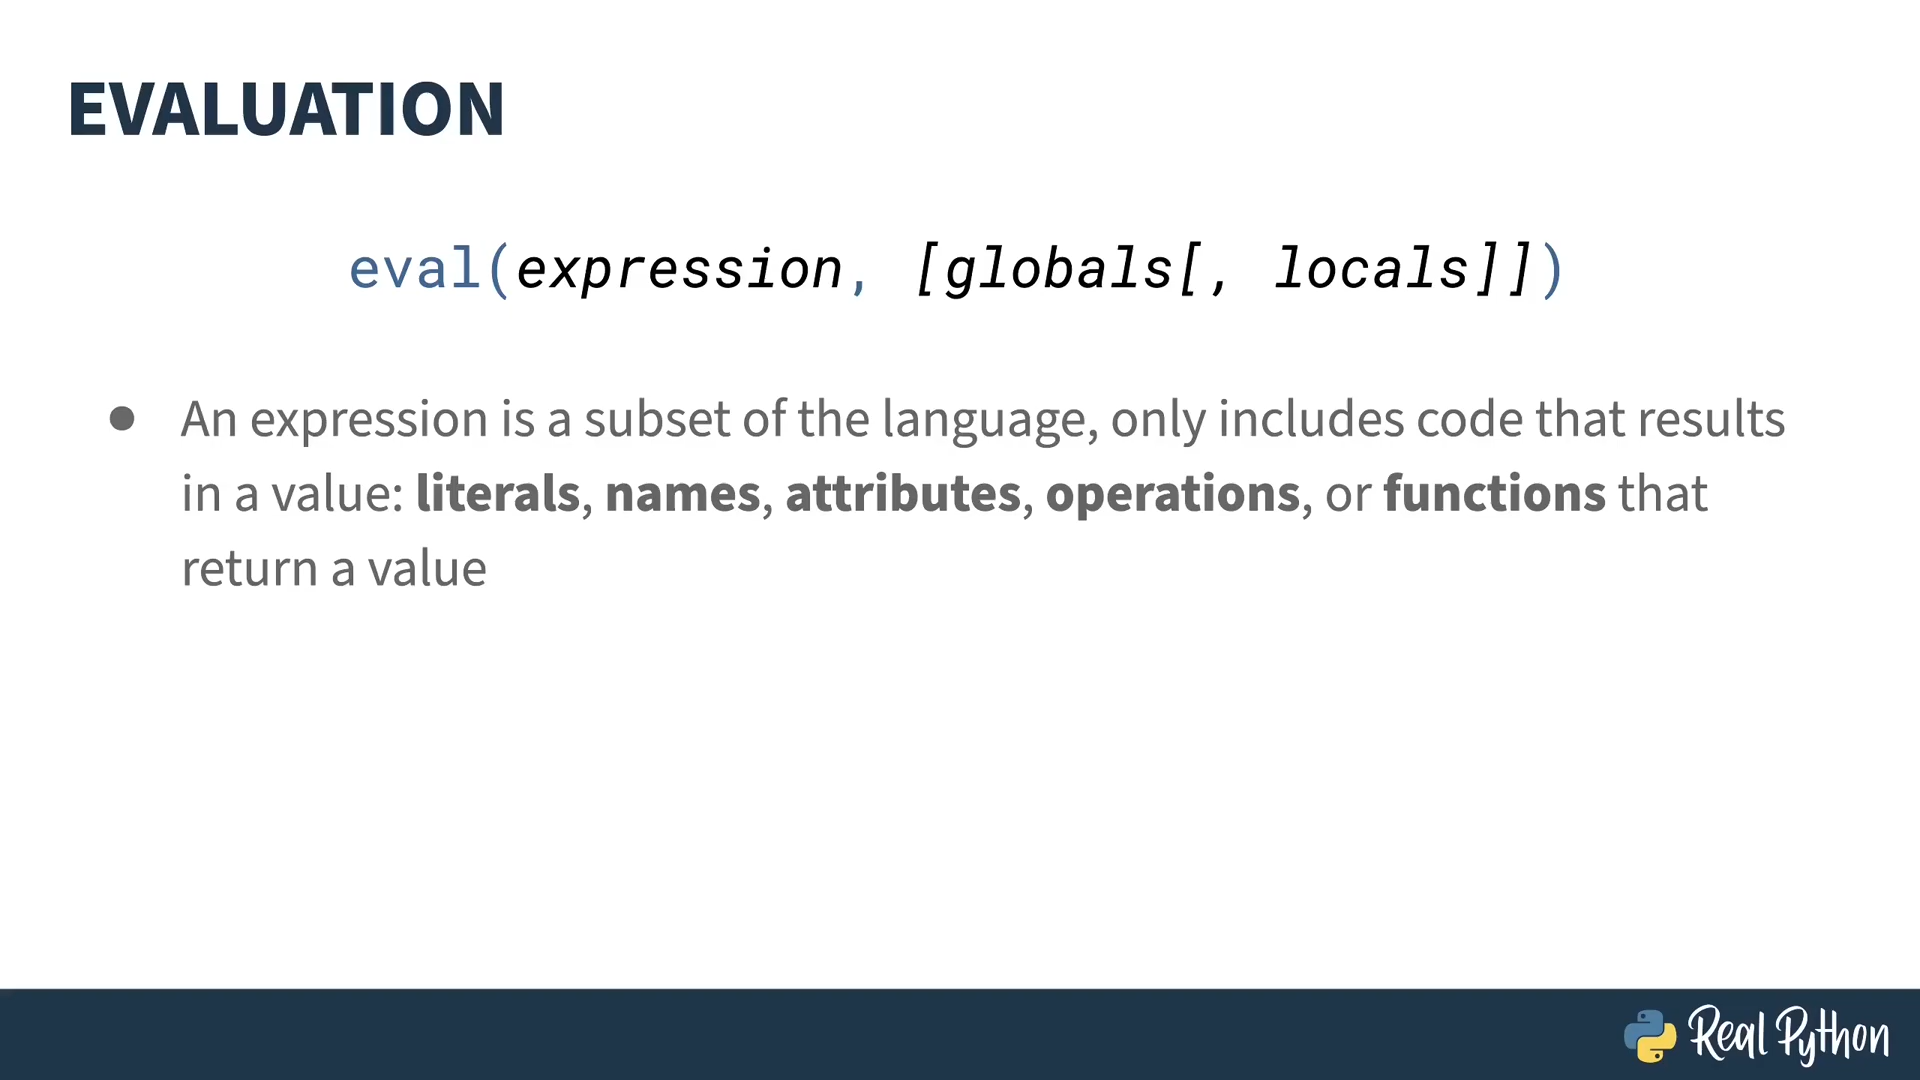 EVALUATION
eval(expression, [globals[, locals]])
● An expression is a subset of the language, only includes code that results
in a value: literals, names, attributes, operations, or functions that
return a value
Real Python